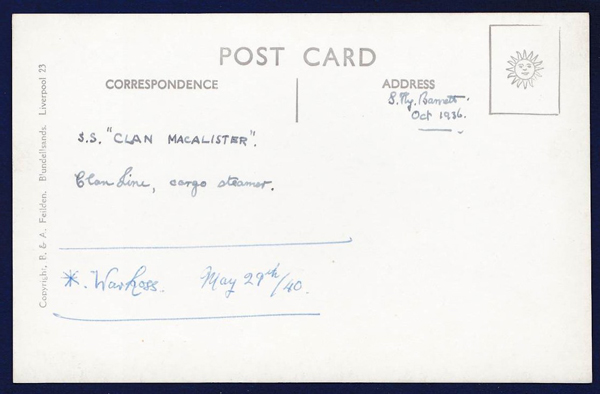 POST CARD
CORRESPONDENCE
ADDRESS
S. Hy. Barrett.
Oct 1936.
S.S. "CLAN MACALISTER".
Clan Line, cargo steamer.
*. War Loss. May 29th/40.
Copyright, B. & A. Feilden. Blundellsands. Liverpool 23